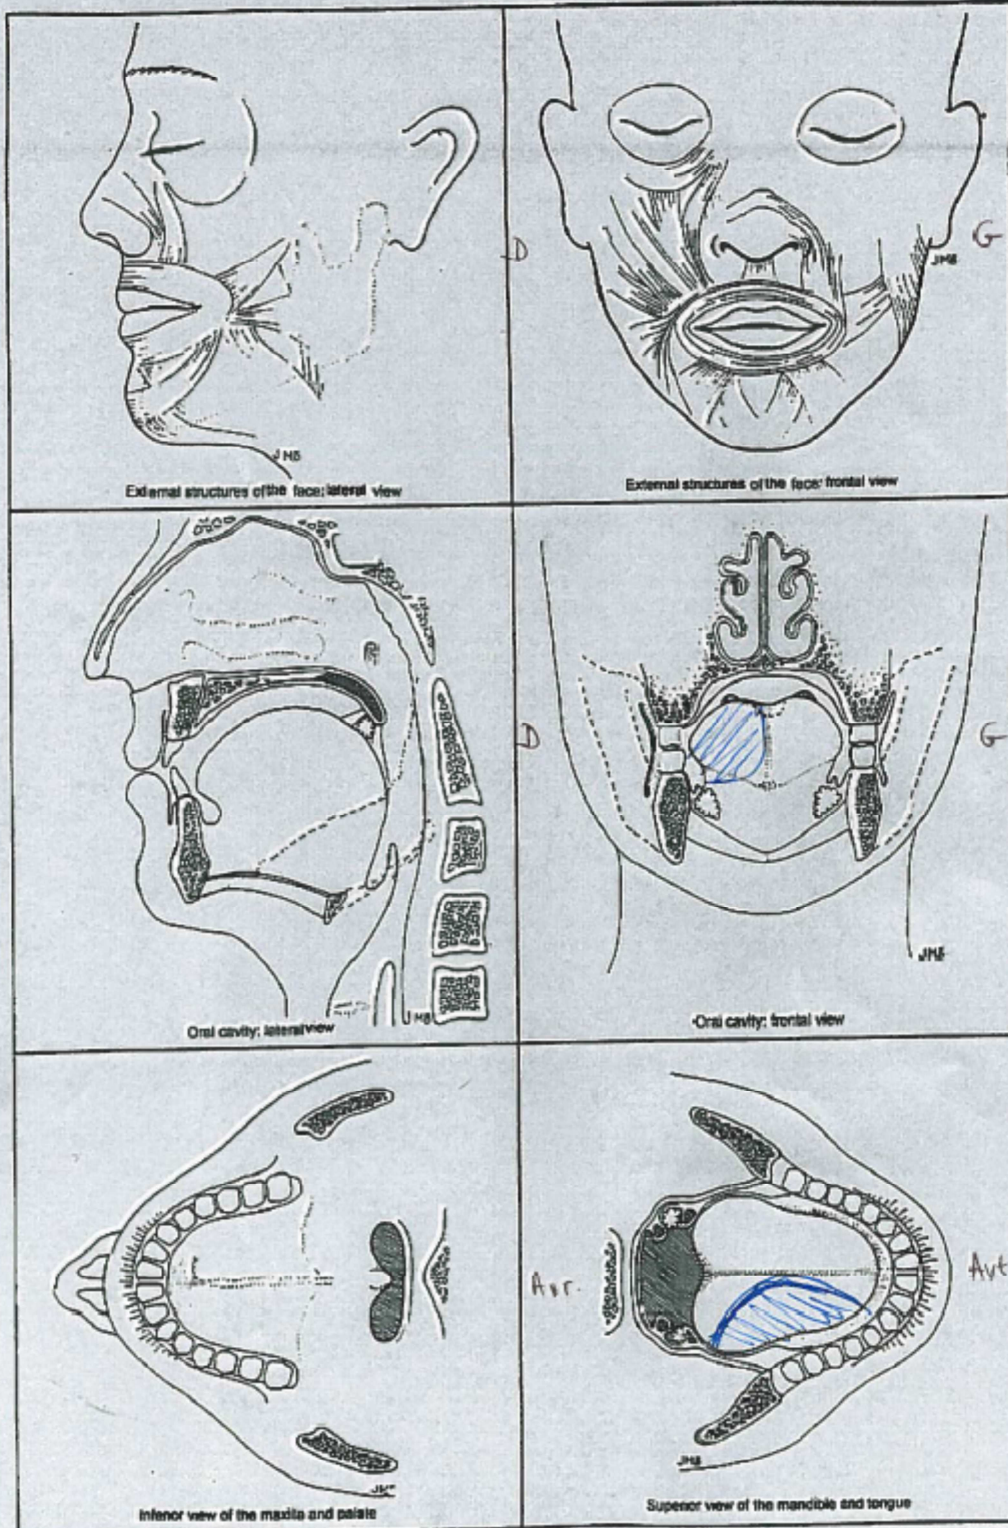 JMB
External structures of the face: lateral view
D
G
JMB
External structures of the face: frontal view
JMB
Oral cavity: lateral view
D
G
JMB
Oral cavity: frontal view
Inferior view of the maxilla and palate
Arr.
Avt
JMB
Superior view of the mandible and tongue